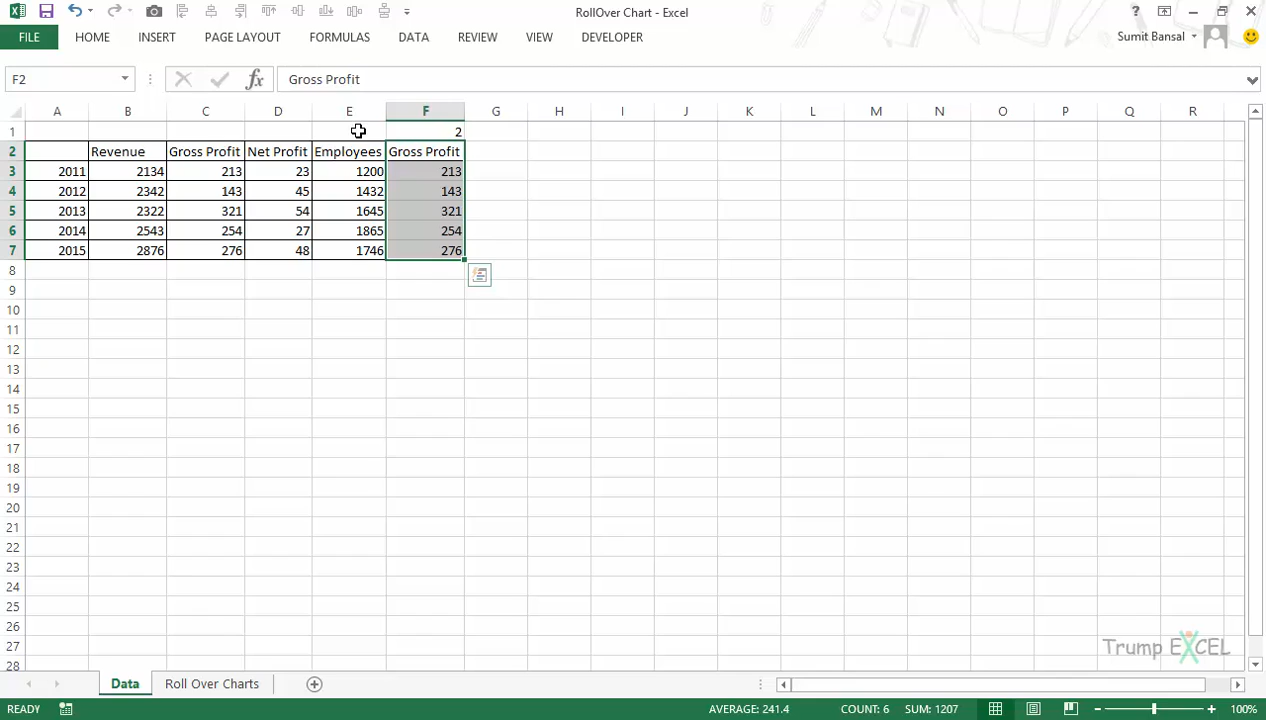 RollOver Chart - Excel
?
FILE HOME INSERT PAGE LAYOUT FORMULAS DATA REVIEW VIEW DEVELOPER Sumit Bansal
F2 fx Gross Profit
A B C D E F G H I J K L M N O P Q R
1 2
2 Revenue Gross Profit Net Profit Employees Gross Profit
3 2011 2134 213 23 1200 213
4 2012 2342 143 45 1432 143
5 2013 2322 321 54 1645 321
6 2014 2543 254 27 1865 254
7 2015 2876 276 48 1746 276
8
9
10
11
12
13
14
15
16
17
18
19
20
21
22
23
24
25
26
27
Trump EXCEL
28
Data Roll Over Charts
READY AVERAGE: 241.4 COUNT: 6 SUM: 1207 100%